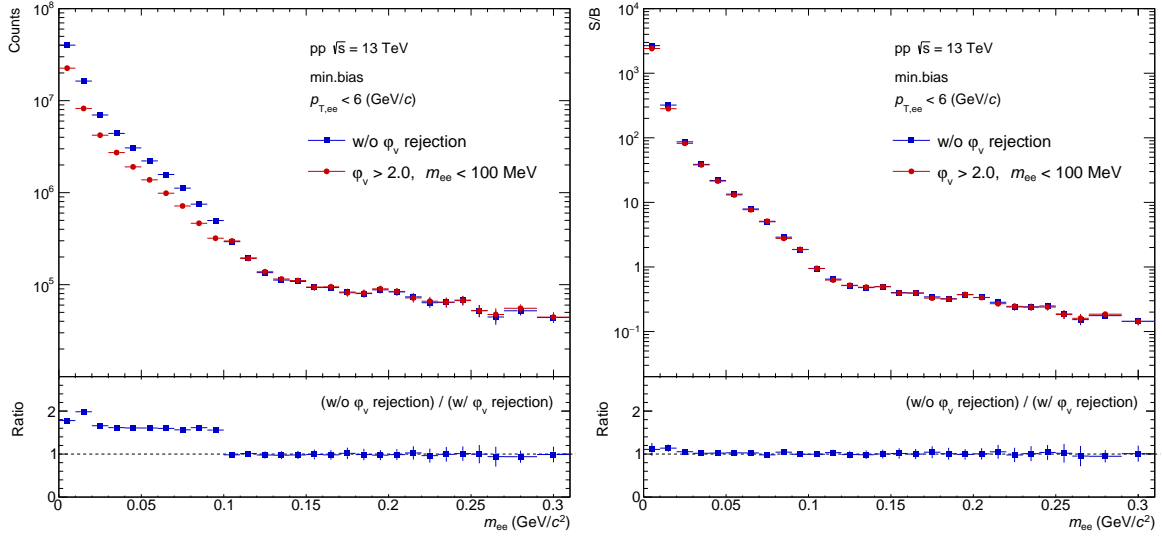 Counts
10^8
10^7
10^6
10^5
pp √s = 13 TeV
min.bias
p_T,ee < 6 (GeV/c)
w/o φ_v rejection
φ_v > 2.0, m_ee < 100 MeV
Ratio
2
1
0
(w/o φ_v rejection) / (w/ φ_v rejection)
0 0.05 0.1 0.15 0.2 0.25 0.3
m_ee (GeV/c^2)
S/B
10^4
10^3
10^2
10
1
10^−1
pp √s = 13 TeV
min.bias
p_T,ee < 6 (GeV/c)
w/o φ_v rejection
φ_v > 2.0, m_ee < 100 MeV
Ratio
2
1
0
(w/o φ_v rejection) / (w/ φ_v rejection)
0 0.05 0.1 0.15 0.2 0.25 0.3
m_ee (GeV/c^2)